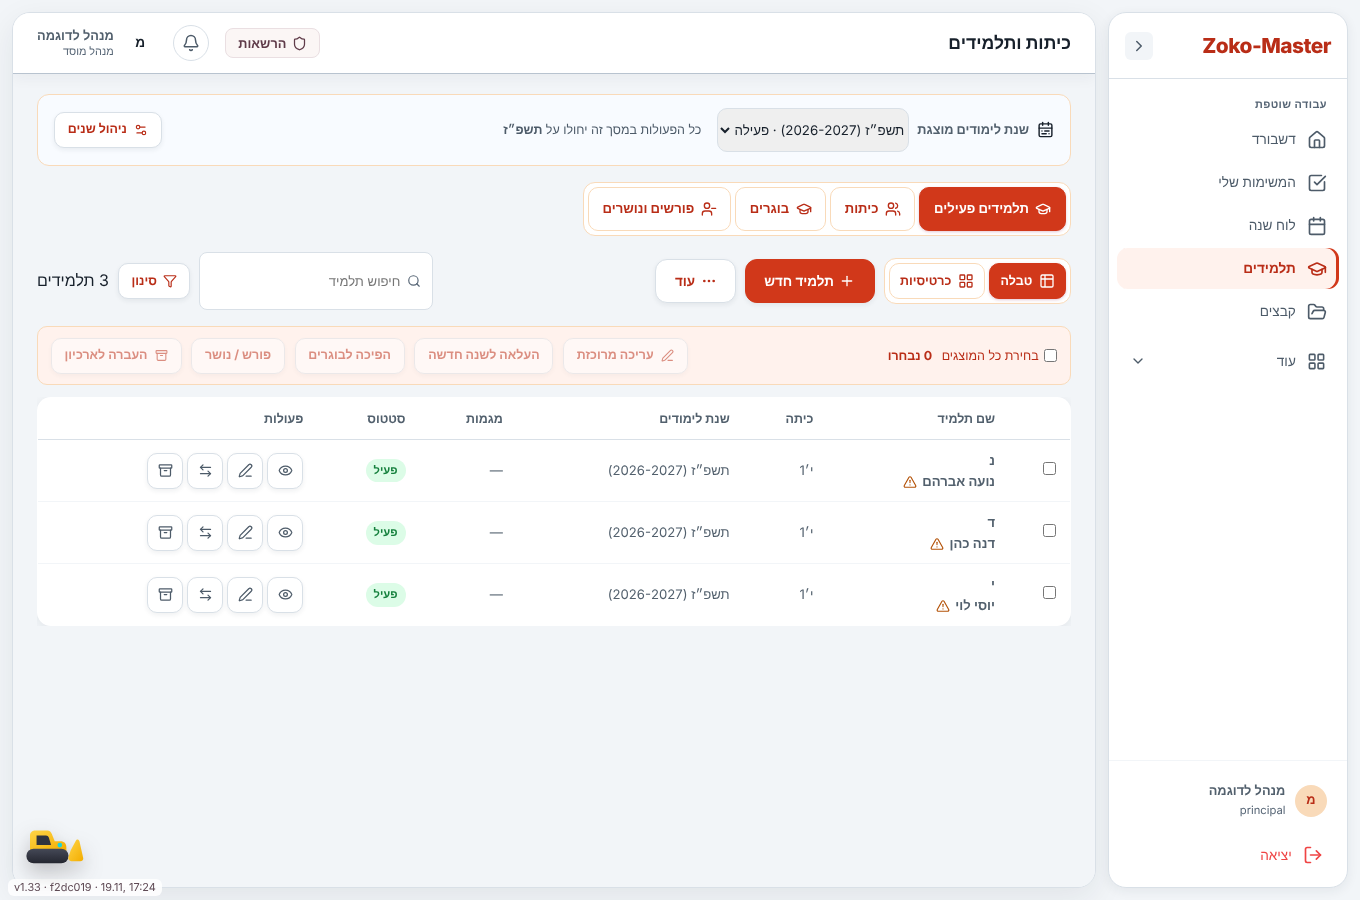 Zoko-Master
עבודה שוטפת
דשבורד
המשימות שלי
לוח שנה
תלמידים
קבצים
עוד
מנהל לדוגמה
מ
principal
יציאה
כיתות ותלמידים
הרשאות
מ
מנהל לדוגמה
מנהל מוסד
שנת לימודים מוצגת
תשפ״ז (2026-2027) · פעילה
כל הפעולות במסך זה יחולו על תשפ״ז
ניהול שנים
תלמידים פעילים
כיתות
בוגרים
פורשים ונושרים
טבלה
כרטיסיות
תלמיד חדש
עוד
חיפוש תלמיד
סינון
3 תלמידים
בחירת כל המוצגים
0 נבחרו
עריכה מרוכזת
העלאה לשנה חדשה
הפיכה לבוגרים
פורש / נושר
העברה לארכיון
שם תלמיד כיתה שנת לימודים מגמות סטטוס פעולות
נ
נועה אברהם י׳1 תשפ״ז (2026-2027) — פעיל
ד
דנה כהן י׳1 תשפ״ז (2026-2027) — פעיל
י
יוסי לוי י׳1 תשפ״ז (2026-2027) — פעיל
v1.33 · f2dc019 · 19.11, 17:24